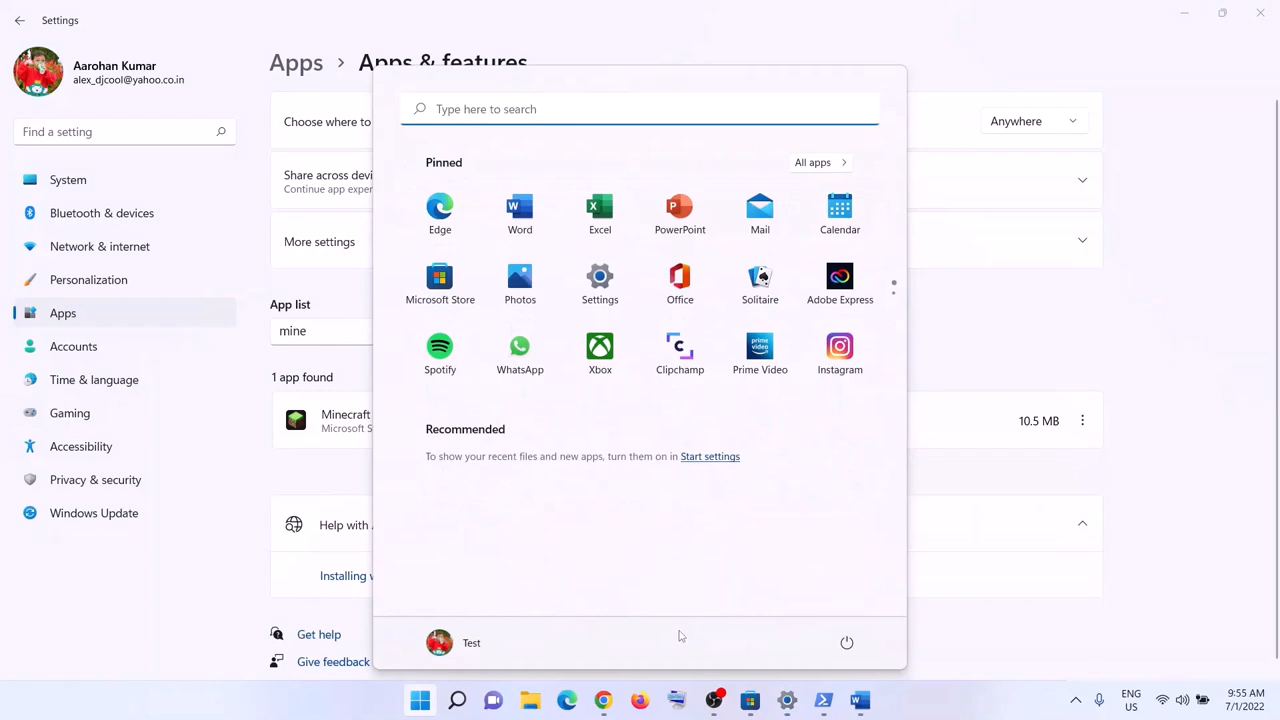 Settings
Aarohan Kumar
alex_djcool@yahoo.co.in
Find a setting
System
Bluetooth & devices
Network & internet
Personalization
Apps
Accounts
Time & language
Gaming
Accessibility
Privacy & security
Windows Update
Apps > Apps & features
Choose where to
Anywhere
Share across devi
Continue app exper
More settings
App list
mine
1 app found
Minecraft
Microsoft S
10.5 MB
Help with
Installing
Get help
Give feedback
Type here to search
Pinned
All apps >
Edge
Word
Excel
PowerPoint
Mail
Calendar
Microsoft Store
Photos
Settings
Office
Solitaire
Adobe Express
Spotify
WhatsApp
Xbox
Clipchamp
prime video
Prime Video
Instagram
Recommended
To show your recent files and new apps, turn them on in Start settings
Test
ENG
US
9:55 AM
7/1/2022